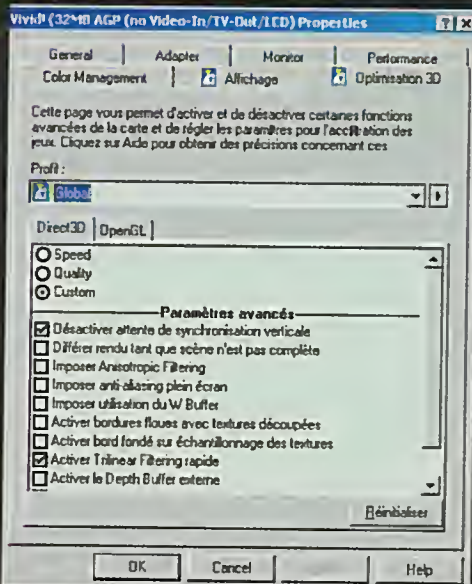 Vivid! (32MB AGP (no Video-In/TV-Out/LCD) Properties
General Adapter Monitor Performance
Color Management Affichage Optimisation 3D
Cette page vous permet d'activer et de désactives certaines fonctions
avancées de la carte et de régler les paramètres pour l'accélération des
jeux. Cliquez sur Aide pour obtenir des précisions concernant ces
Profil :
Global
Direct3D OpenGL
Speed
Quality
Custom
Paramètres avancés
Désactiver attente de synchronisation verticale
Différer rendu tant que scène n'est pas complète
Imposer Anisotropic Filtering
Imposer anti-aliasing plein écran
Imposer utilisation du W Buffer
Activer bordures floues avec textures découpées
Activer bord fondé sur échantillonnage des textures
Activer Trilinear Filtering rapide
Activer le Depth Buffer externe
Réinitialiser
OK Cancel Help